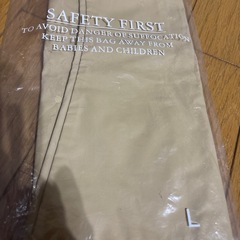 SAFETY FIRST
TO AVOID DANGER OF SUFFOCATION
KEEP THIS BAG AWAY FROM
BABIES AND CHILDREN
L